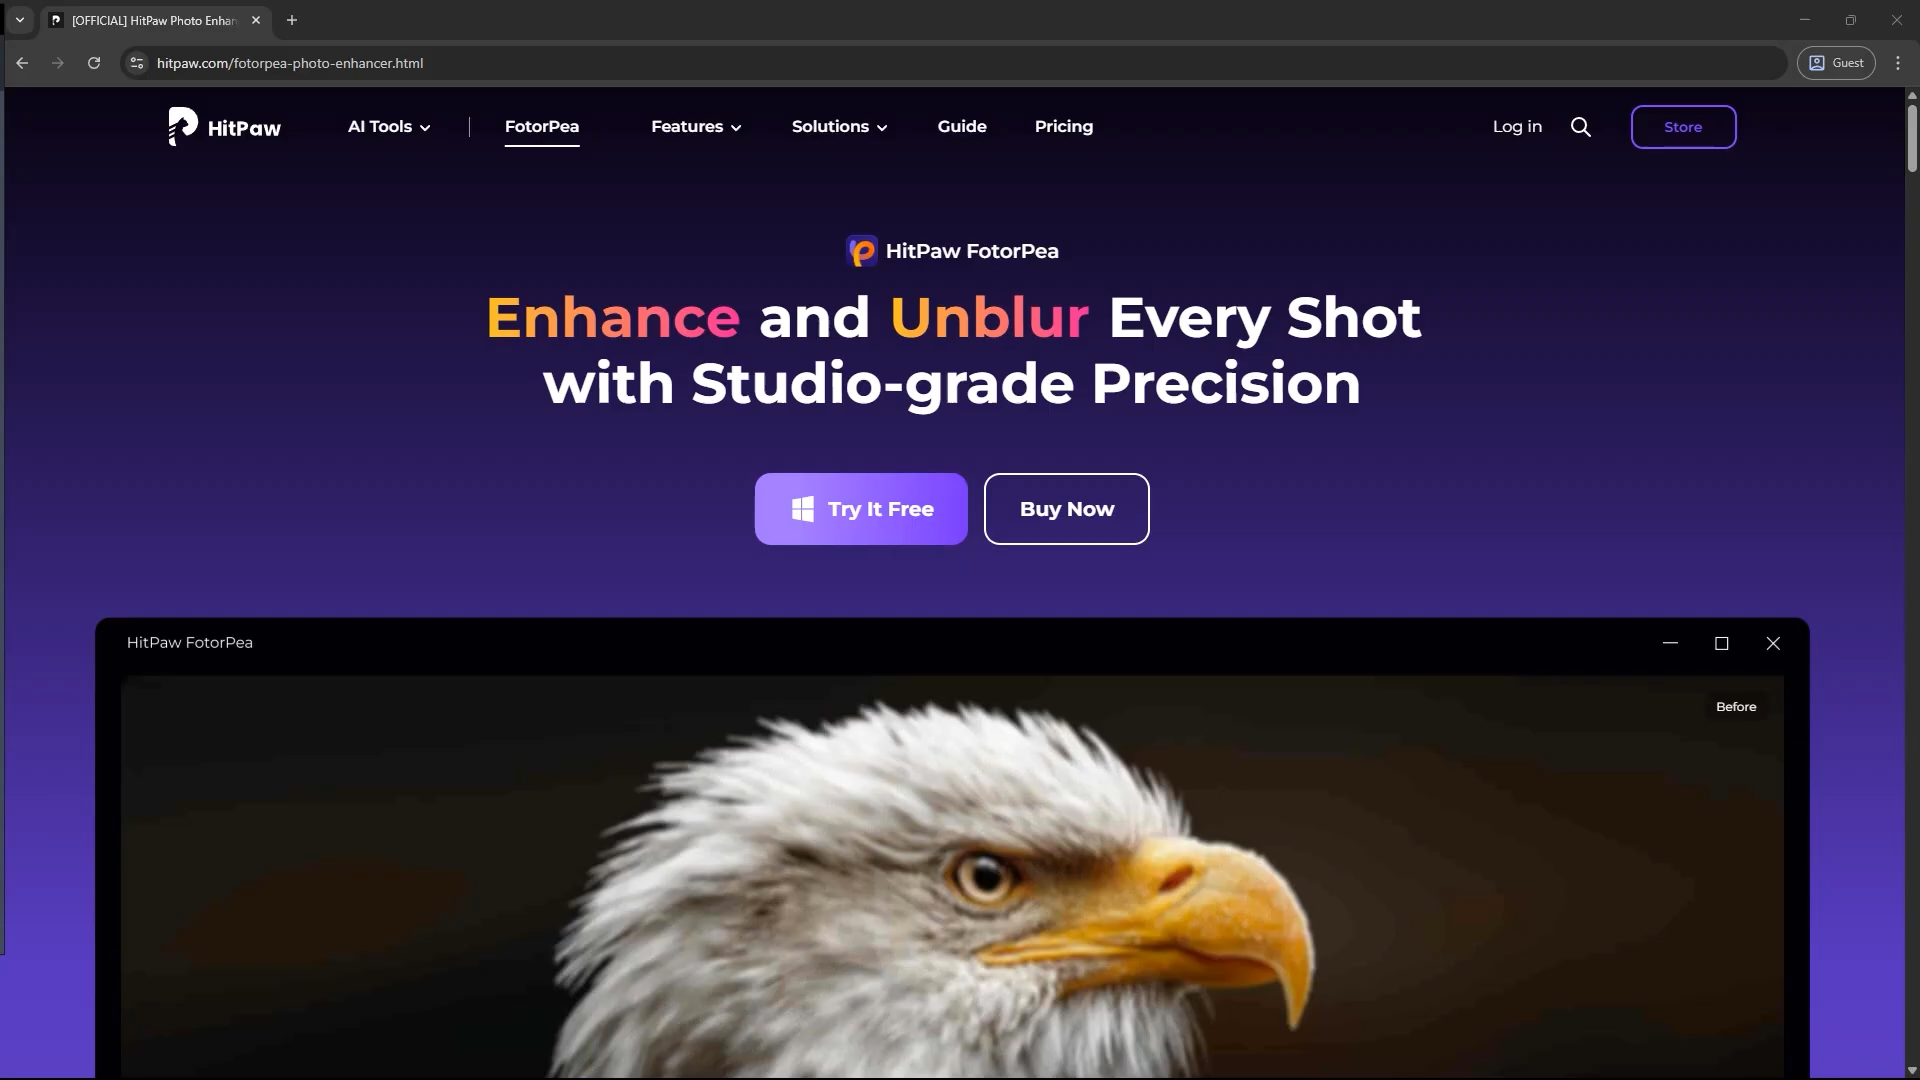 [OFFICIAL] HitPaw Photo Enhan
hitpaw.com/fotorpea-photo-enhancer.html
Guest
HitPaw
AI Tools
FotorPea
Features
Solutions
Guide
Pricing
Log in
Store
HitPaw FotorPea
Enhance and Unblur Every Shot
with Studio-grade Precision
Try It Free
Buy Now
HitPaw FotorPea
Before